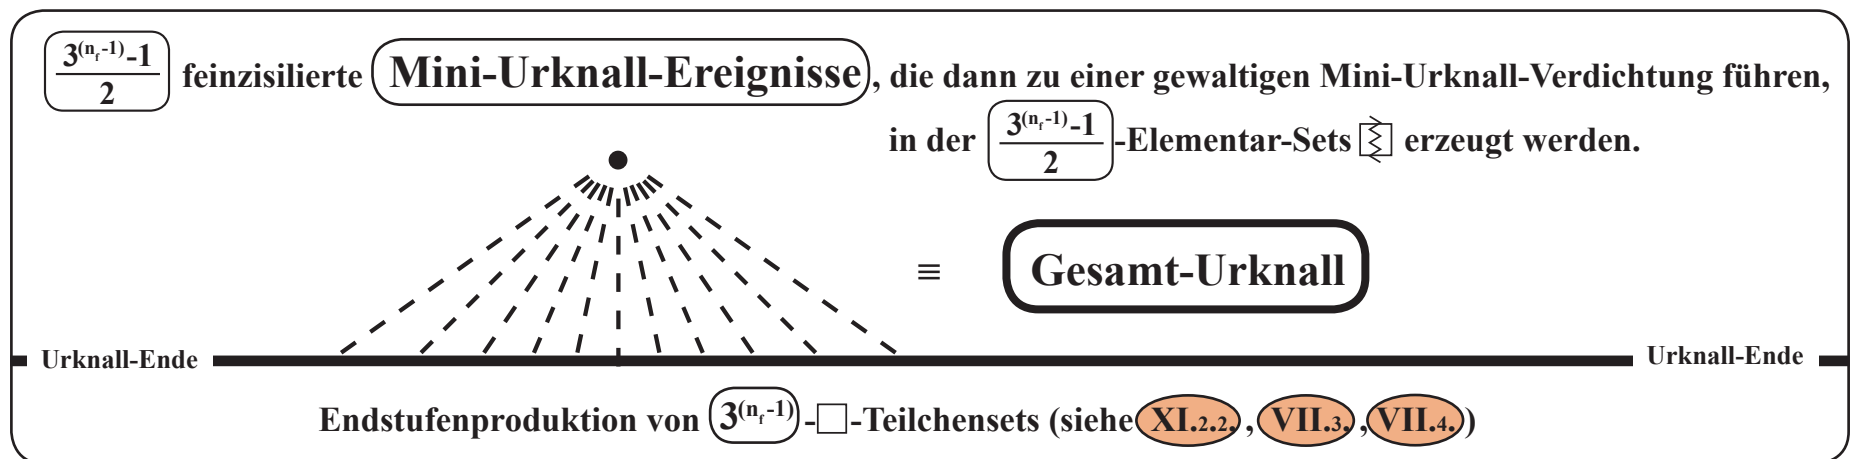 3^(n_f-1)-1 / 2 feinzisilierte Mini-Urknall-Ereignisse, die dann zu einer gewaltigen Mini-Urknall-Verdichtung führen,
in der 3^(n_f-1)-1 / 2 -Elementar-Sets erzeugt werden.
≡ Gesamt-Urknall
Urknall-Ende Urknall-Ende
Endstufenproduktion von 3^(n_f-1) -□-Teilchensets (siehe XI.2.2. , VII.3. , VII.4. )